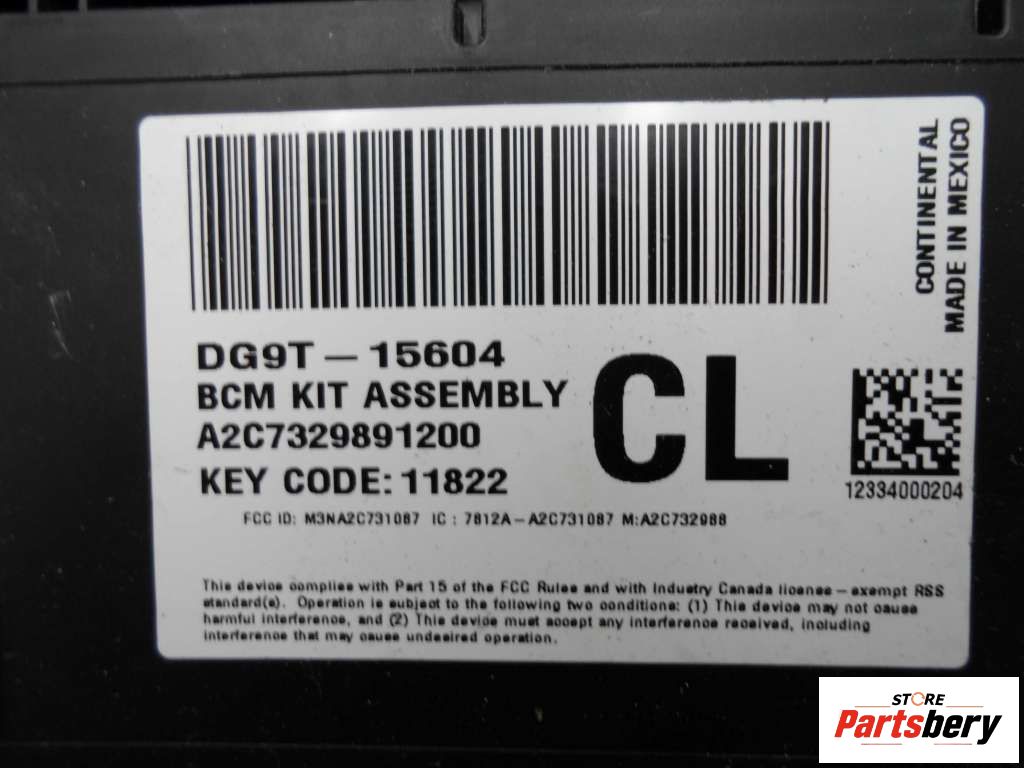 CONTINENTAL
MADE IN MEXICO
DG9T-15604
BCM KIT ASSEMBLY
A2C7329891200
KEY CODE: 11822
CL
12334000204
FCC ID: M3NA2C731087 IC : 7812A-A2C731087 M:A2C732988
This device complies with Part 15 of the FCC Rules and with Industry Canada license-exempt RSS
standard(s). Operation is subject to the following two conditions: (1) This device may not cause
harmful interference, and (2) This device must accept any interference received, including
interference that may cause undesired operation.
STORE
Partsbery